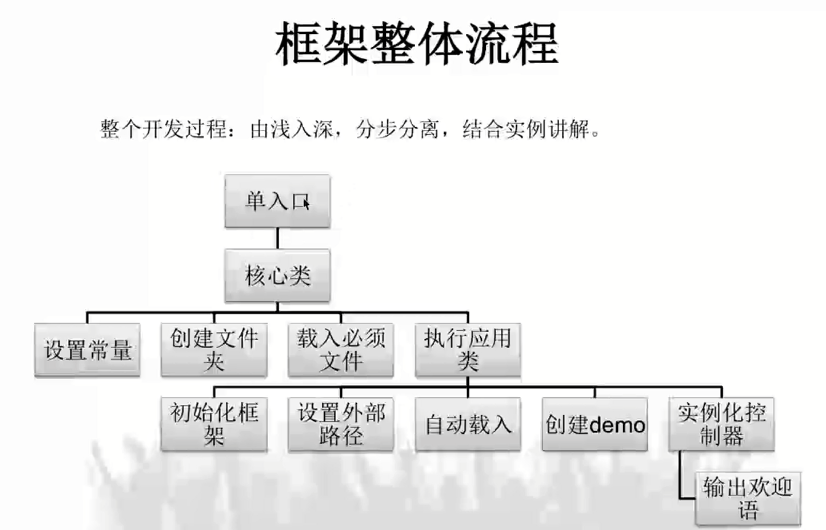 框架整体流程
整个开发过程：由浅入深，分步分离，结合实例讲解。
单入口
核心类
设置常量
创建文件
夹
载入必须
文件
执行应用
类
初始化框
架
设置外部
路径
自动载入
创建demo
实例化控
制器
输出欢迎
语